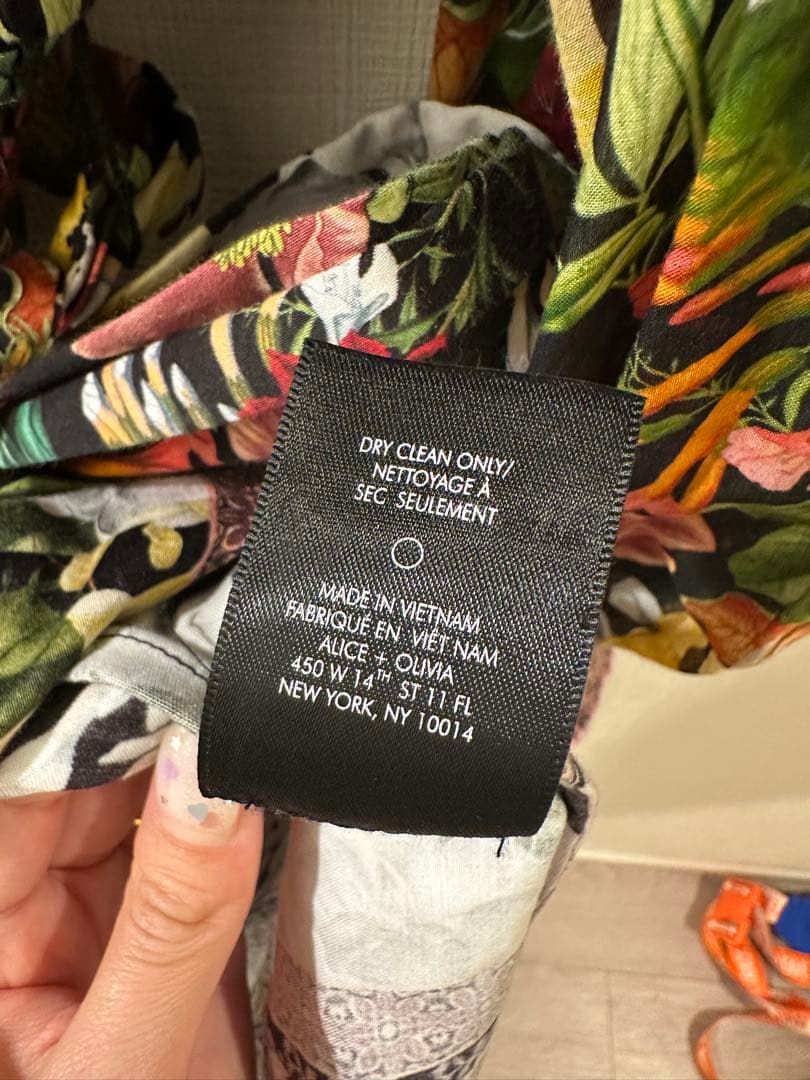 DRY CLEAN ONLY/
NETTOYAGE À
SEC SEULEMENT
MADE IN VIETNAM
FABRIQUÉ EN VIÊT NAM
ALICE + OLIVIA
450 W 14TH ST 11 FL
NEW YORK, NY 10014